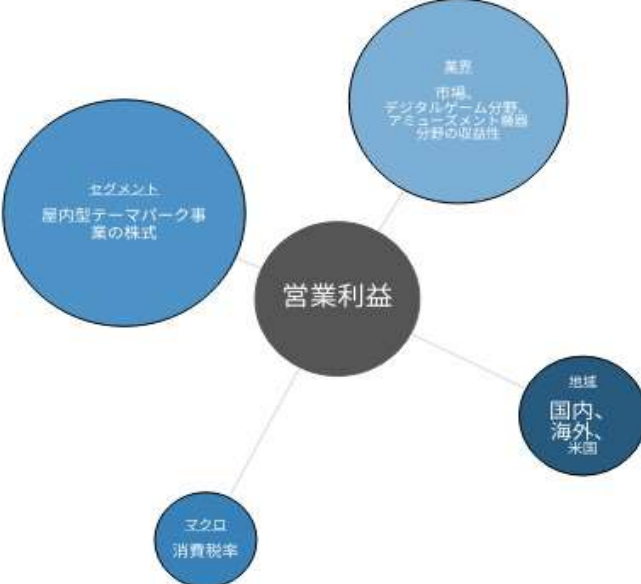 業界
市場、
デジタルゲーム分野、
アミューズメント機器
分野の収益性
セグメント
屋内型テーマパーク事
業の株式
営業利益
地域
国内、
海外、
米国
マクロ
消費税率